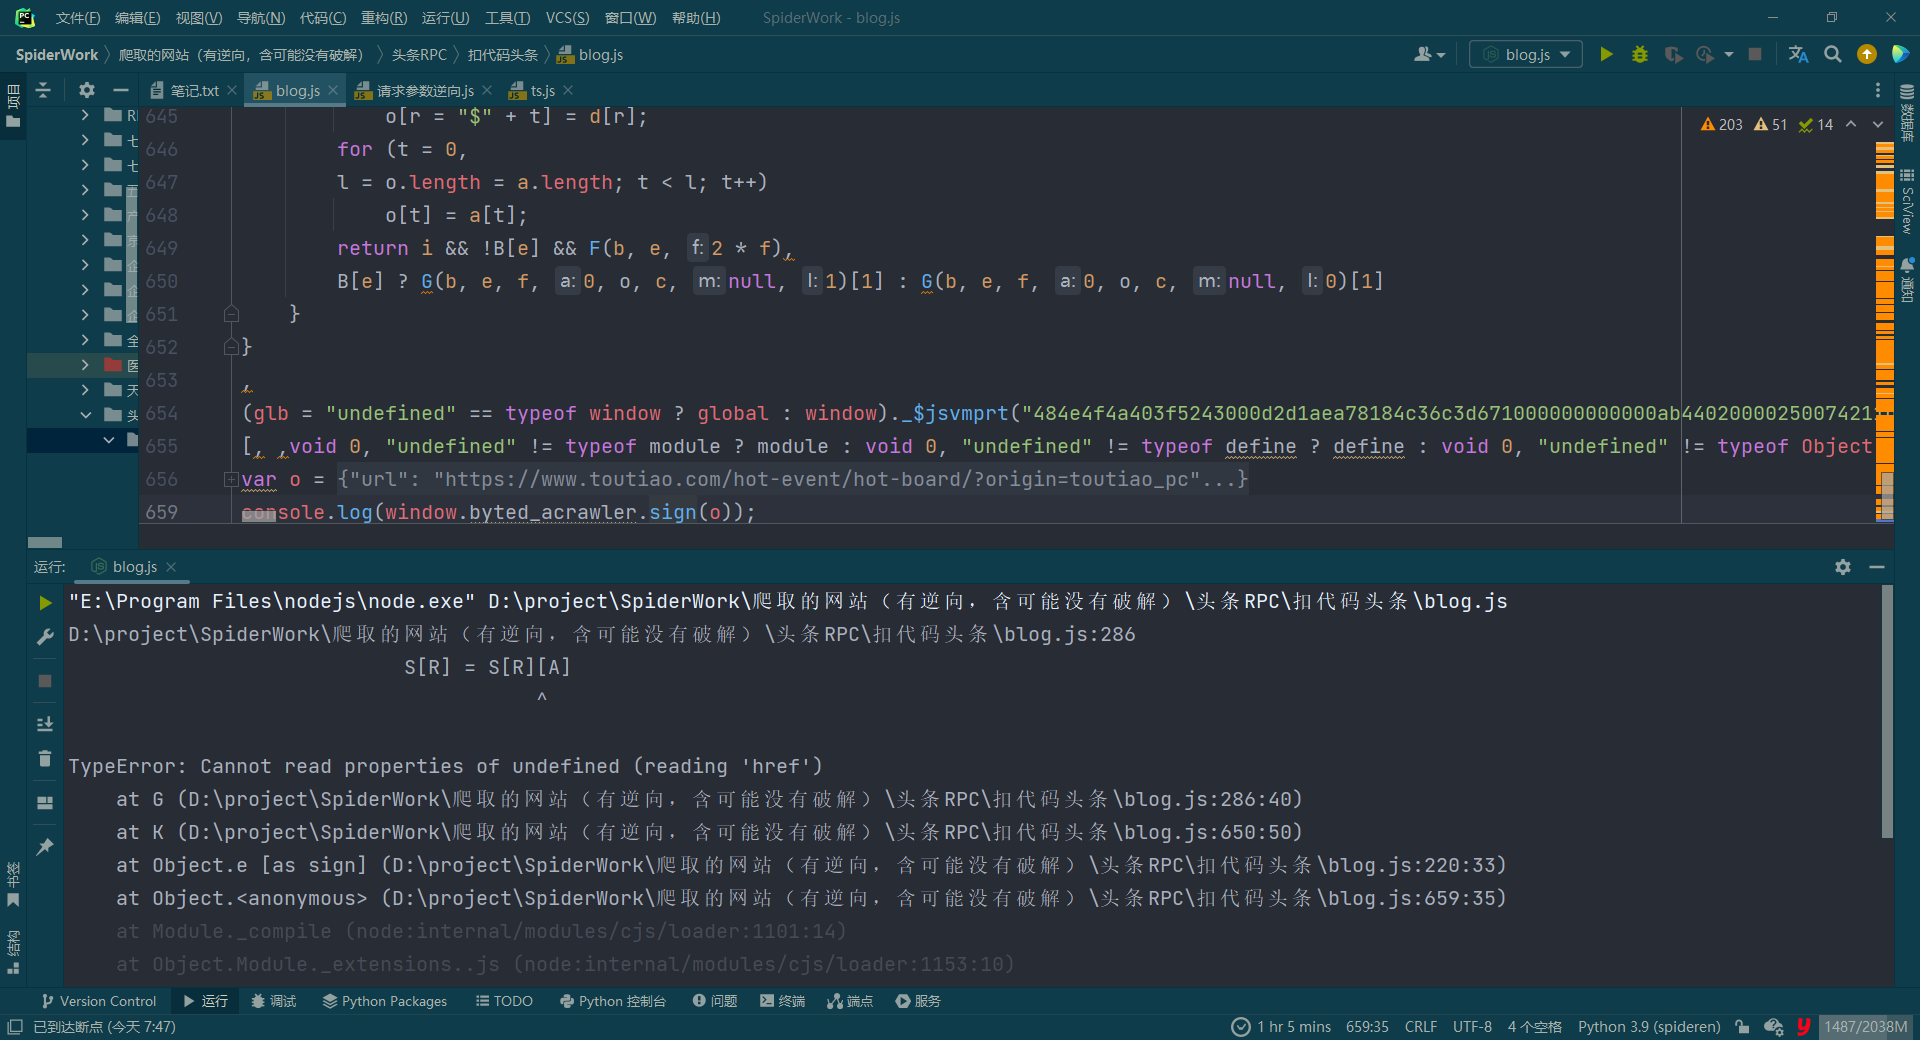 文件(F) 编辑(E) 视图(V) 导航(N) 代码(C) 重构(R) 运行(U) 工具(T) VCS(S) 窗口(W) 帮助(H) SpiderWork - blog.js
SpiderWork 爬取的网站（有逆向，含可能没有破解） 头条RPC 扣代码头条 blog.js
blog.js
项目
笔记.txt blog.js 请求参数逆向.js ts.js
203 51 14
数据库
SciView
通知
645 o[r = "$" + t] = d[r];
646 for (t = 0,
647 l = o.length = a.length; t < l; t++)
648 o[t] = a[t];
649 return i && !B[e] && F(b, e, f: 2 * f),
650 B[e] ? G(b, e, f, a: 0, o, c, m: null, l: 1)[1] : G(b, e, f, a: 0, o, c, m: null, l: 0)[1]
651 }
652 }
653 ,
654 (glb = "undefined" == typeof window ? global : window)._$jsvmprt("484e4f4a403f5243000d2d1aea78184c36c3d671000000000000ab4402000025007421
655 [, ,void 0, "undefined" != typeof module ? module : void 0, "undefined" != typeof define ? define : void 0, "undefined" != typeof Object
656 var o = {"url": "https://www.toutiao.com/hot-event/hot-board/?origin=toutiao_pc"...}
659 console.log(window.byted_acrawler.sign(o));
运行: blog.js
"E:\Program Files\nodejs\node.exe" D:\project\SpiderWork\爬取的网站（有逆向，含可能没有破解）\头条RPC\扣代码头条\blog.js
D:\project\SpiderWork\爬取的网站（有逆向，含可能没有破解）\头条RPC\扣代码头条\blog.js:286
S[R] = S[R][A]
^
TypeError: Cannot read properties of undefined (reading 'href')
at G (D:\project\SpiderWork\爬取的网站（有逆向，含可能没有破解）\头条RPC\扣代码头条\blog.js:286:40)
at K (D:\project\SpiderWork\爬取的网站（有逆向，含可能没有破解）\头条RPC\扣代码头条\blog.js:650:50)
at Object.e [as sign] (D:\project\SpiderWork\爬取的网站（有逆向，含可能没有破解）\头条RPC\扣代码头条\blog.js:220:33)
at Object.<anonymous> (D:\project\SpiderWork\爬取的网站（有逆向，含可能没有破解）\头条RPC\扣代码头条\blog.js:659:35)
at Module._compile (node:internal/modules/cjs/loader:1101:14)
at Object.Module._extensions..js (node:internal/modules/cjs/loader:1153:10)
书签
结构
Version Control 运行 调试 Python Packages TODO Python 控制台 问题 终端 端点 服务
已到达断点 (今天 7:47) 1 hr 5 mins 659:35 CRLF UTF-8 4 个空格 Python 3.9 (spideren) 1487/2038M